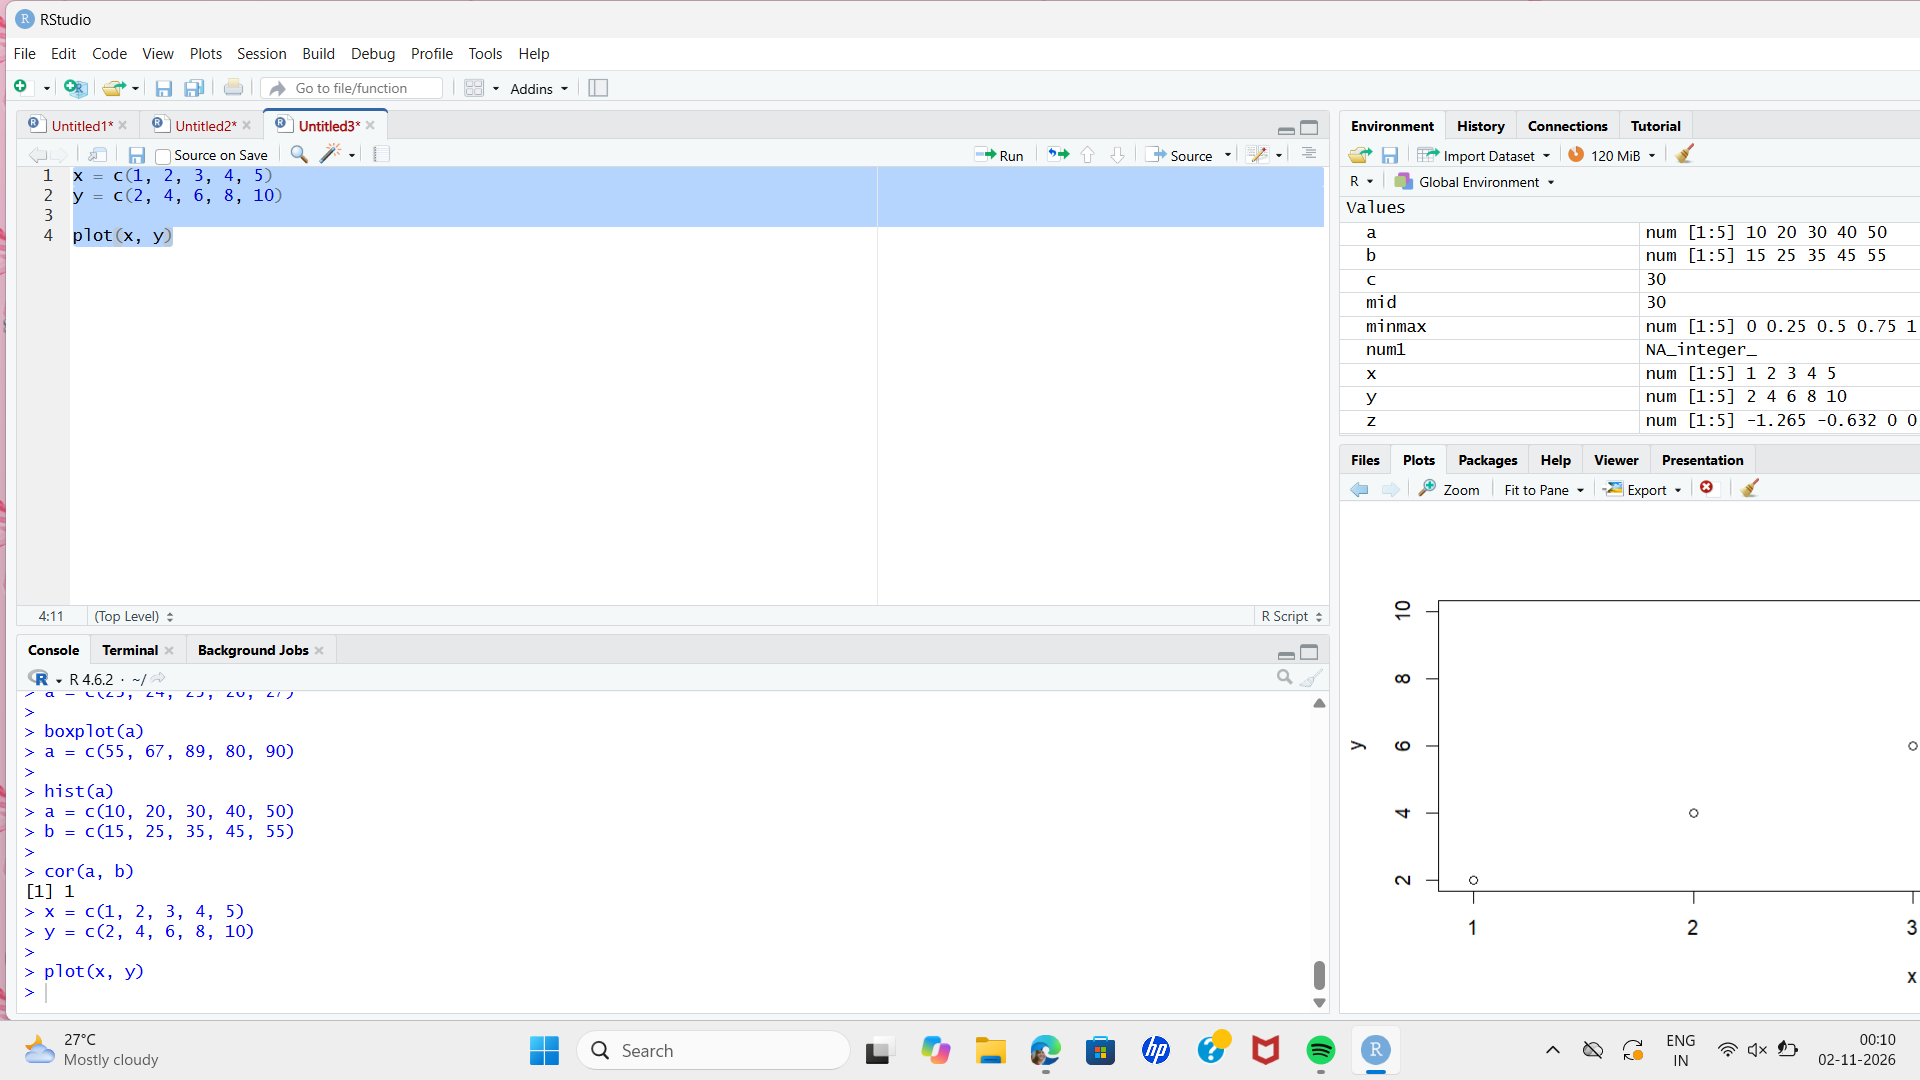 RStudio
File Edit Code View Plots Session Build Debug Profile Tools Help
Go to file/function Addins
Untitled1* Untitled2* Untitled3*
Source on Save Run Source
1 x = c(1, 2, 3, 4, 5)
2 y = c(2, 4, 6, 8, 10)
3
4 plot(x, y)
4:11 (Top Level) R Script
Console Terminal Background Jobs
R 4.6.2 · ~/
> a = c(23, 24, 25, 26, 27)
>
> boxplot(a)
> a = c(55, 67, 89, 80, 90)
>
> hist(a)
> a = c(10, 20, 30, 40, 50)
> b = c(15, 25, 35, 45, 55)
>
> cor(a, b)
[1] 1
> x = c(1, 2, 3, 4, 5)
> y = c(2, 4, 6, 8, 10)
>
> plot(x, y)
>
Environment History Connections Tutorial
Import Dataset 120 MiB
R Global Environment
Values
a num [1:5] 10 20 30 40 50
b num [1:5] 15 25 35 45 55
c 30
mid 30
minmax num [1:5] 0 0.25 0.5 0.75 1
num1 NA_integer_
x num [1:5] 1 2 3 4 5
y num [1:5] 2 4 6 8 10
z num [1:5] -1.265 -0.632 0 0
Files Plots Packages Help Viewer Presentation
Zoom Fit to Pane Export
10
8
y 6
4
2
1 2 3
x
27°C
Mostly cloudy
Search
hp
ENG
IN
00:10
02-11-2026